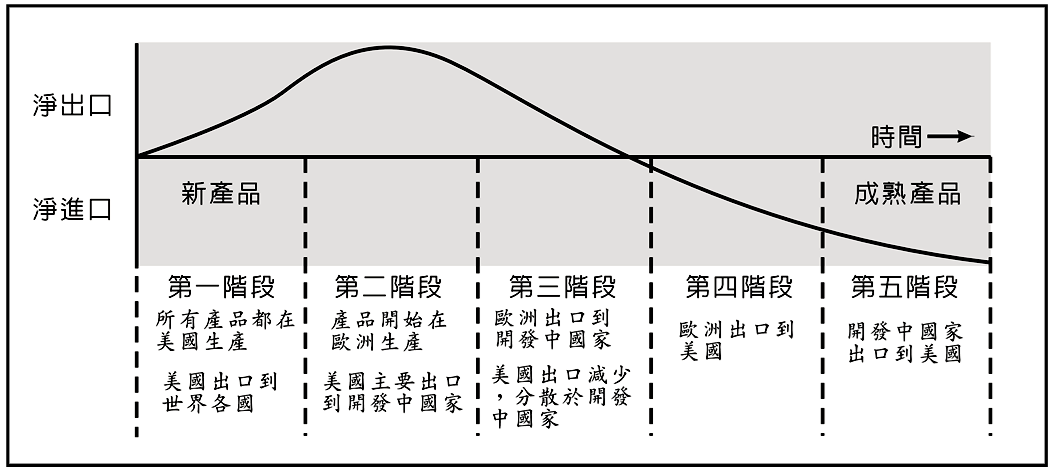 淨出口
時間
淨進口
新產品
成熟產品
第一階段
所有產品都在
美國生產
美國出口到
世界各國
第二階段
產品開始在
歐洲生產
美國主要出口
到開發中國家
第三階段
歐洲出口到
開發中國家
美國出口減少
，分散於開發
中國家
第四階段
歐洲出口到
美國
第五階段
開發中國家
出口到美國